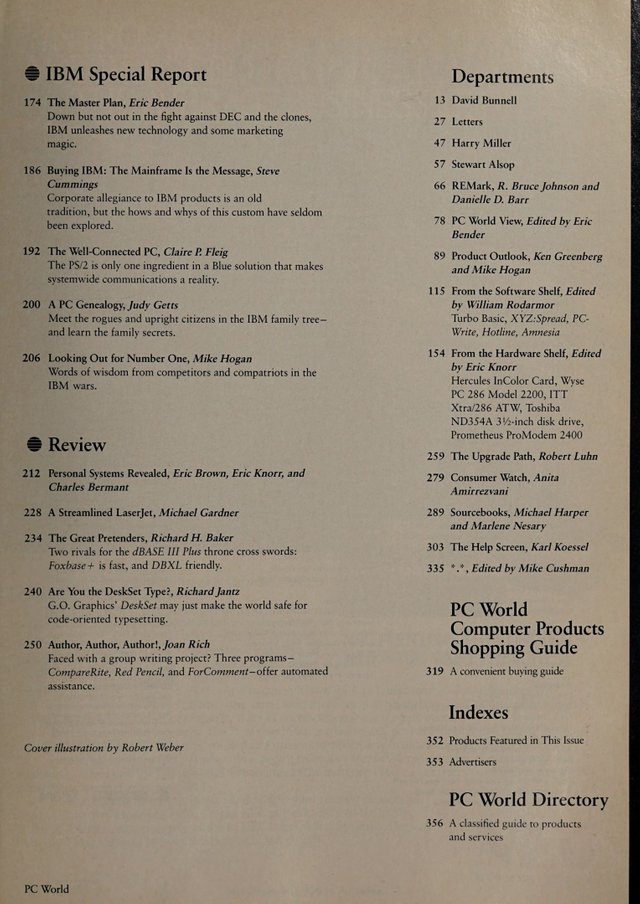 IBM Special Report
174 The Master Plan, Eric Bender
Down but not out in the fight against DEC and the clones,
IBM unleashes new technology and some marketing
magic.
186 Buying IBM: The Mainframe Is the Message, Steve
Cummings
Corporate allegiance to IBM products is an old
tradition, but the hows and whys of this custom have seldom
been explored.
192 The Well-Connected PC, Claire P. Fleig
The PS/2 is only one ingredient in a Blue solution that makes
systemwide communications a reality.
200 A PC Genealogy, Judy Getts
Meet the rogues and upright citizens in the IBM family tree—
and learn the family secrets.
206 Looking Out for Number One, Mike Hogan
Words of wisdom from competitors and compatriots in the
IBM wars.
Review
212 Personal Systems Revealed, Eric Brown, Eric Knorr, and
Charles Bermant
228 A Streamlined LaserJet, Michael Gardner
234 The Great Pretenders, Richard H. Baker
Two rivals for the dBASE III Plus throne cross swords:
Foxbase+ is fast, and DBXL friendly.
240 Are You the DeskSet Type?, Richard Jantz
G.O. Graphics' DeskSet may just make the world safe for
code-oriented typesetting.
250 Author, Author, Author!, Joan Rich
Faced with a group writing project? Three programs—
CompareRite, Red Pencil, and ForComment—offer automated
assistance.
Cover illustration by Robert Weber
Departments
13 David Bunnell
27 Letters
47 Harry Miller
57 Stewart Alsop
66 REMark, R. Bruce Johnson and
Danielle D. Barr
78 PC World View, Edited by Eric
Bender
89 Product Outlook, Ken Greenberg
and Mike Hogan
115 From the Software Shelf, Edited
by William Rodarmor
Turbo Basic, XYZ:Spread, PC-
Write, Hotline, Amnesia
154 From the Hardware Shelf, Edited
by Eric Knorr
Hercules InColor Card, Wyse
PC 286 Model 2200, ITT
Xtra/286 ATW, Toshiba
ND354A 3½-inch disk drive,
Prometheus ProModem 2400
259 The Upgrade Path, Robert Luhn
279 Consumer Watch, Anita
Amirrezvani
289 Sourcebooks, Michael Harper
and Marlene Nesary
303 The Help Screen, Karl Koessel
335 *.*, Edited by Mike Cushman
PC World
Computer Products
Shopping Guide
319 A convenient buying guide
Indexes
352 Products Featured in This Issue
353 Advertisers
PC World Directory
356 A classified guide to products
and services
PC World